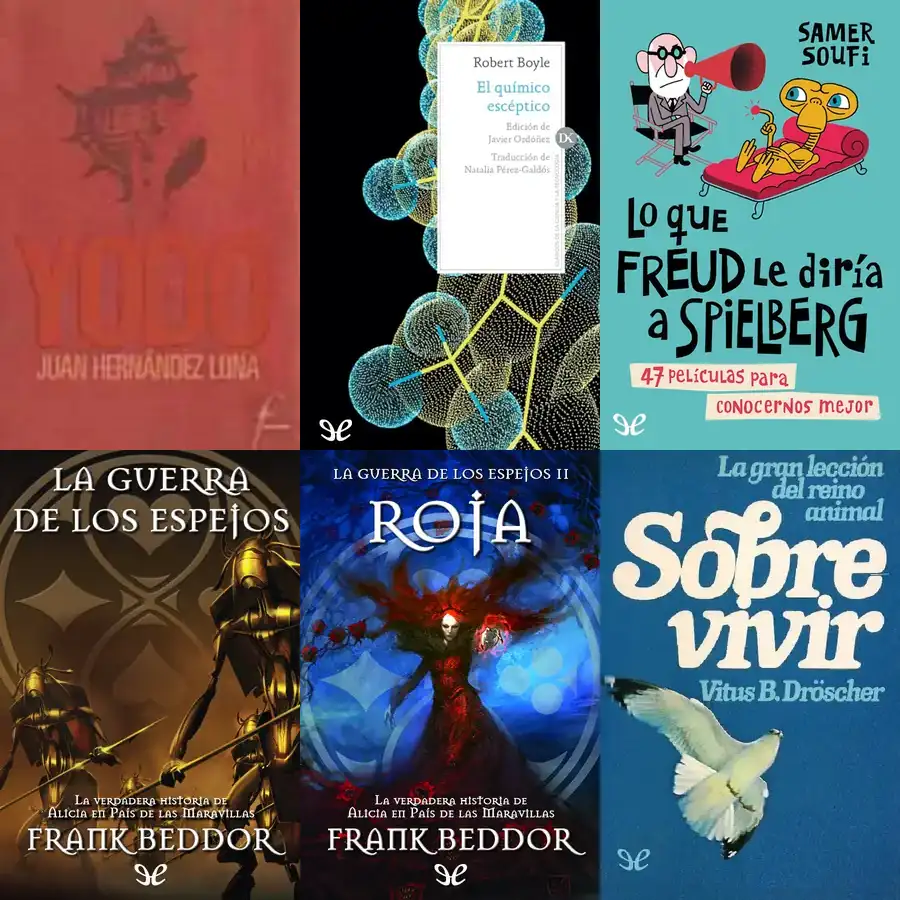 YODO
JUAN HERNÁNDEZ LUNA
Robert Boyle
El químico
escéptico
Edición de
Javier Ordóñez
Traducción de
Natalia Pérez-Galdós
DK
SAMER
SOUFI
Lo que
FREUD Le diría
a SPIELBERG
47 películas para
conocernos mejor
La guerra
de los espejos
La verdadera historia de
Alicia en País de las Maravillas
Frank Beddor
La guerra de los espejos II
Roja
La verdadera historia de
Alicia en País de las Maravillas
Frank Beddor
La gran lección
del reino
animal
Sobre
vivir
Vitus B. Dröscher